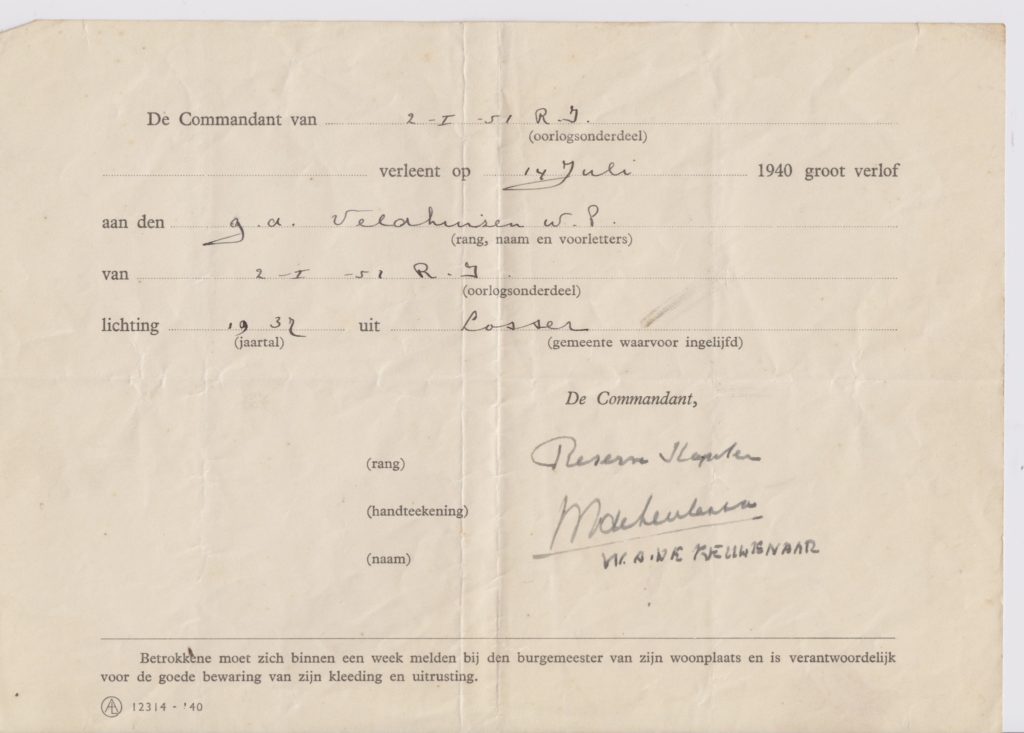 De Commandant van 2-I-51 R.I.
(oorlogsonderdeel)
verleent op 14 Juli 1940 groot verlof
aan den g.d. Veldhuisen W.P.
(rang, naam en voorletters)
van 2-I-51 R.I.
(oorlogsonderdeel)
lichting 1937 uit Losser
(jaartal) (gemeente waarvoor ingelijfd)
De Commandant,
(rang) Reserve Kapitein
(handteekening)
(naam) W.A. DE KEULENAAR
Betrokkene moet zich binnen een week melden bij den burgemeester van zijn woonplaats en is verantwoordelijk
voor de goede bewaring van zijn kleeding en uitrusting.
12314 - '40